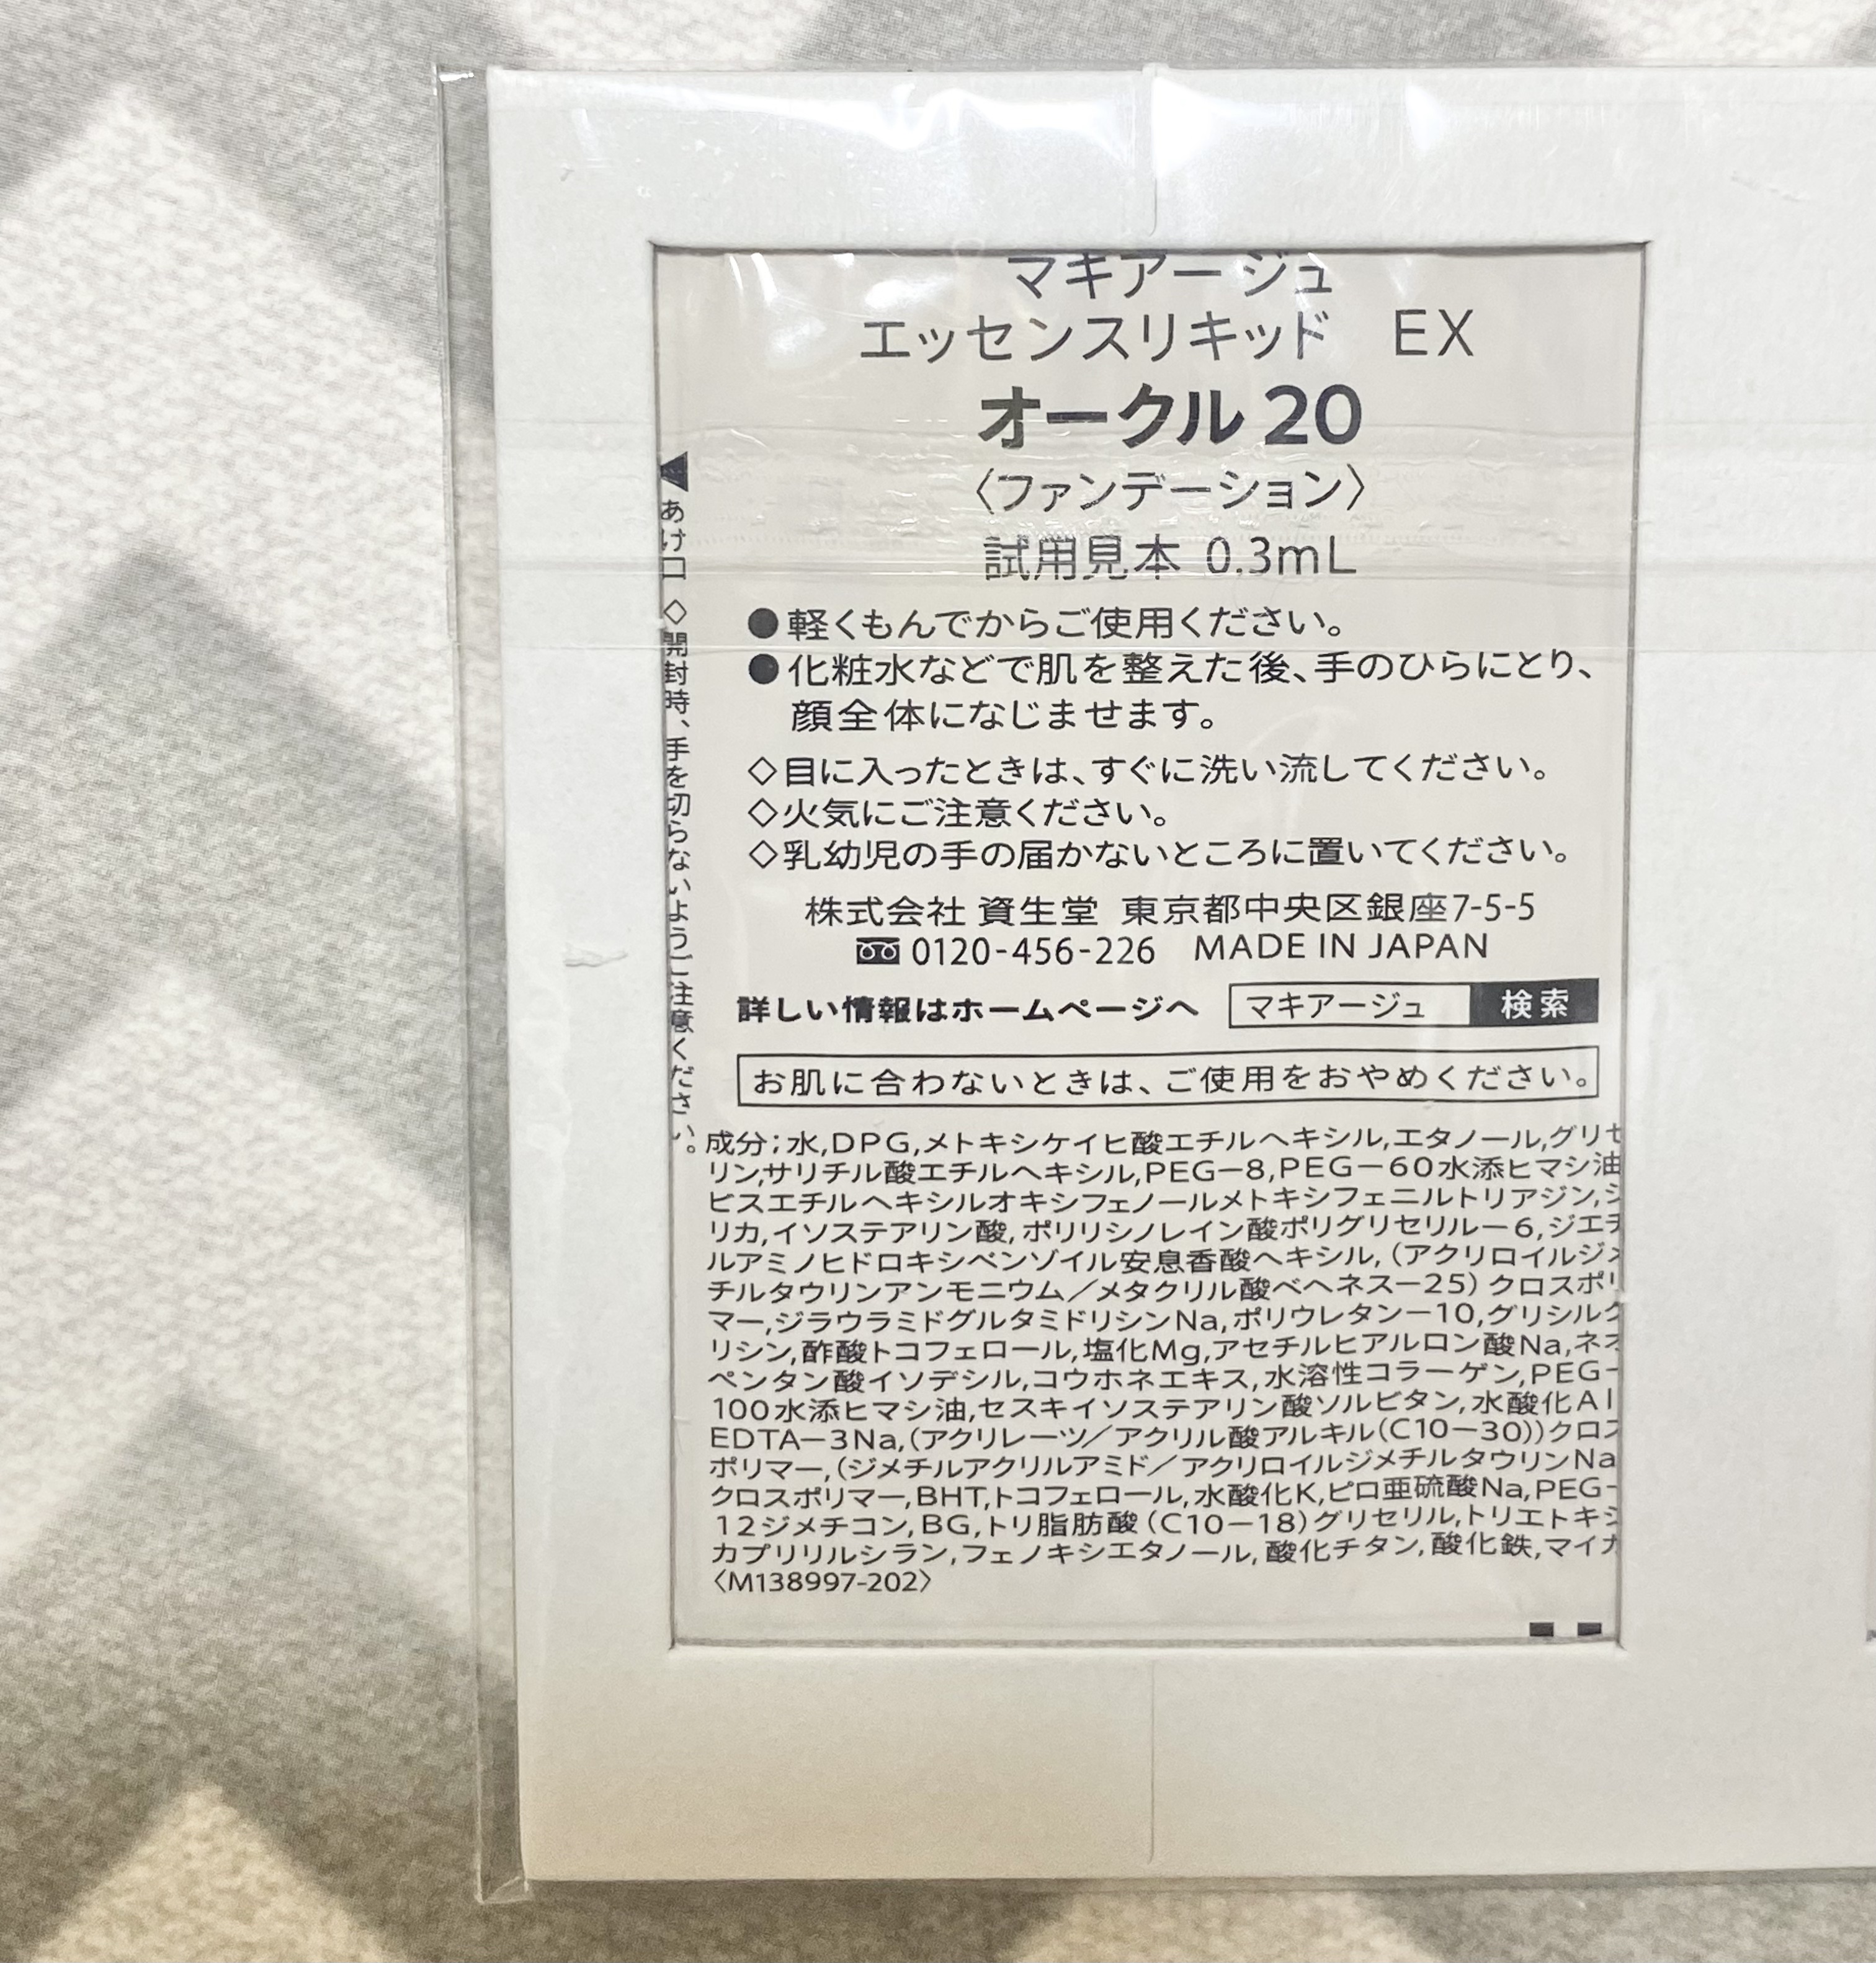 マキアージュ
エッセンスリキッド EX
オークル 20
〈ファンデーション〉
試用見本 0.3mL
●軽くもんでからご使用ください。
●化粧水などで肌を整えた後、手のひらにとり、
顔全体になじませます。
◇目に入ったときは、すぐに洗い流してください。
◇火気にご注意ください。
◇乳幼児の手の届かないところに置いてください。
株式会社 資生堂 東京都中央区銀座7-5-5
0120-456-226 MADE IN JAPAN
詳しい情報はホームページへ マキアージュ 検索
お肌に合わないときは、ご使用をおやめください。
成分;水,DPG,メトキシケイヒ酸エチルヘキシル,エタノール,グリセ
リン,サリチル酸エチルヘキシル,PEG−8,PEG−60水添ヒマシ油
ビスエチルヘキシルオキシフェノールメトキシフェニルトリアジン,シ
リカ,イソステアリン酸,ポリリシノレイン酸ポリグリセリル−6,ジエチ
ルアミノヒドロキシベンゾイル安息香酸ヘキシル,(アクリロイルジメ
チルタウリンアンモニウム/メタクリル酸ベヘネス−25)クロスポリ
マー,ジラウラミドグルタミドリシンNa,ポリウレタン−10,グリシルグ
リシン,酢酸トコフェロール,塩化Mg,アセチルヒアルロン酸Na,ネオ
ペンタン酸イソデシル,コウホネエキス,水溶性コラーゲン,PEG−
100水添ヒマシ油,セスキイソステアリン酸ソルビタン,水酸化Al
EDTA−3Na,(アクリレーツ/アクリル酸アルキル(C10−30))クロス
ポリマー,(ジメチルアクリルアミド/アクリロイルジメチルタウリンNa
クロスポリマー,BHT,トコフェロール,水酸化K,ピロ亜硫酸Na,PEG−
12ジメチコン,BG,トリ脂肪酸(C10−18)グリセリル,トリエトキシ
カプリリルシラン,フェノキシエタノール,酸化チタン,酸化鉄,マイカ
〈M138997-202〉
◀あけ口 ◇開封時、手を切らないようご注意ください。